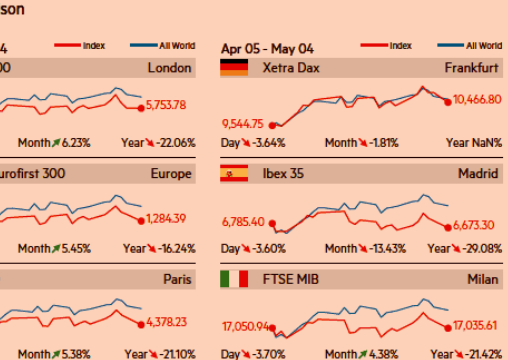 son
4 Index All World
00 London
5,753.78
Month 6.23% Year -22.06%
urofirst 300 Europe
1,284.39
Month 5.45% Year -16.24%
Paris
4,378.23
Month 5.38% Year -21.10%
Apr 05 - May 04 Index All World
Xetra Dax Frankfurt
9,544.75 10,466.80
Day -3.64% Month -1.81% Year NaN%
Ibex 35 Madrid
6,785.40 6,673.30
Day -3.60% Month -13.43% Year -29.08%
FTSE MIB Milan
17,050.94 17,035.61
Day -3.70% Month 4.38% Year -21.42%